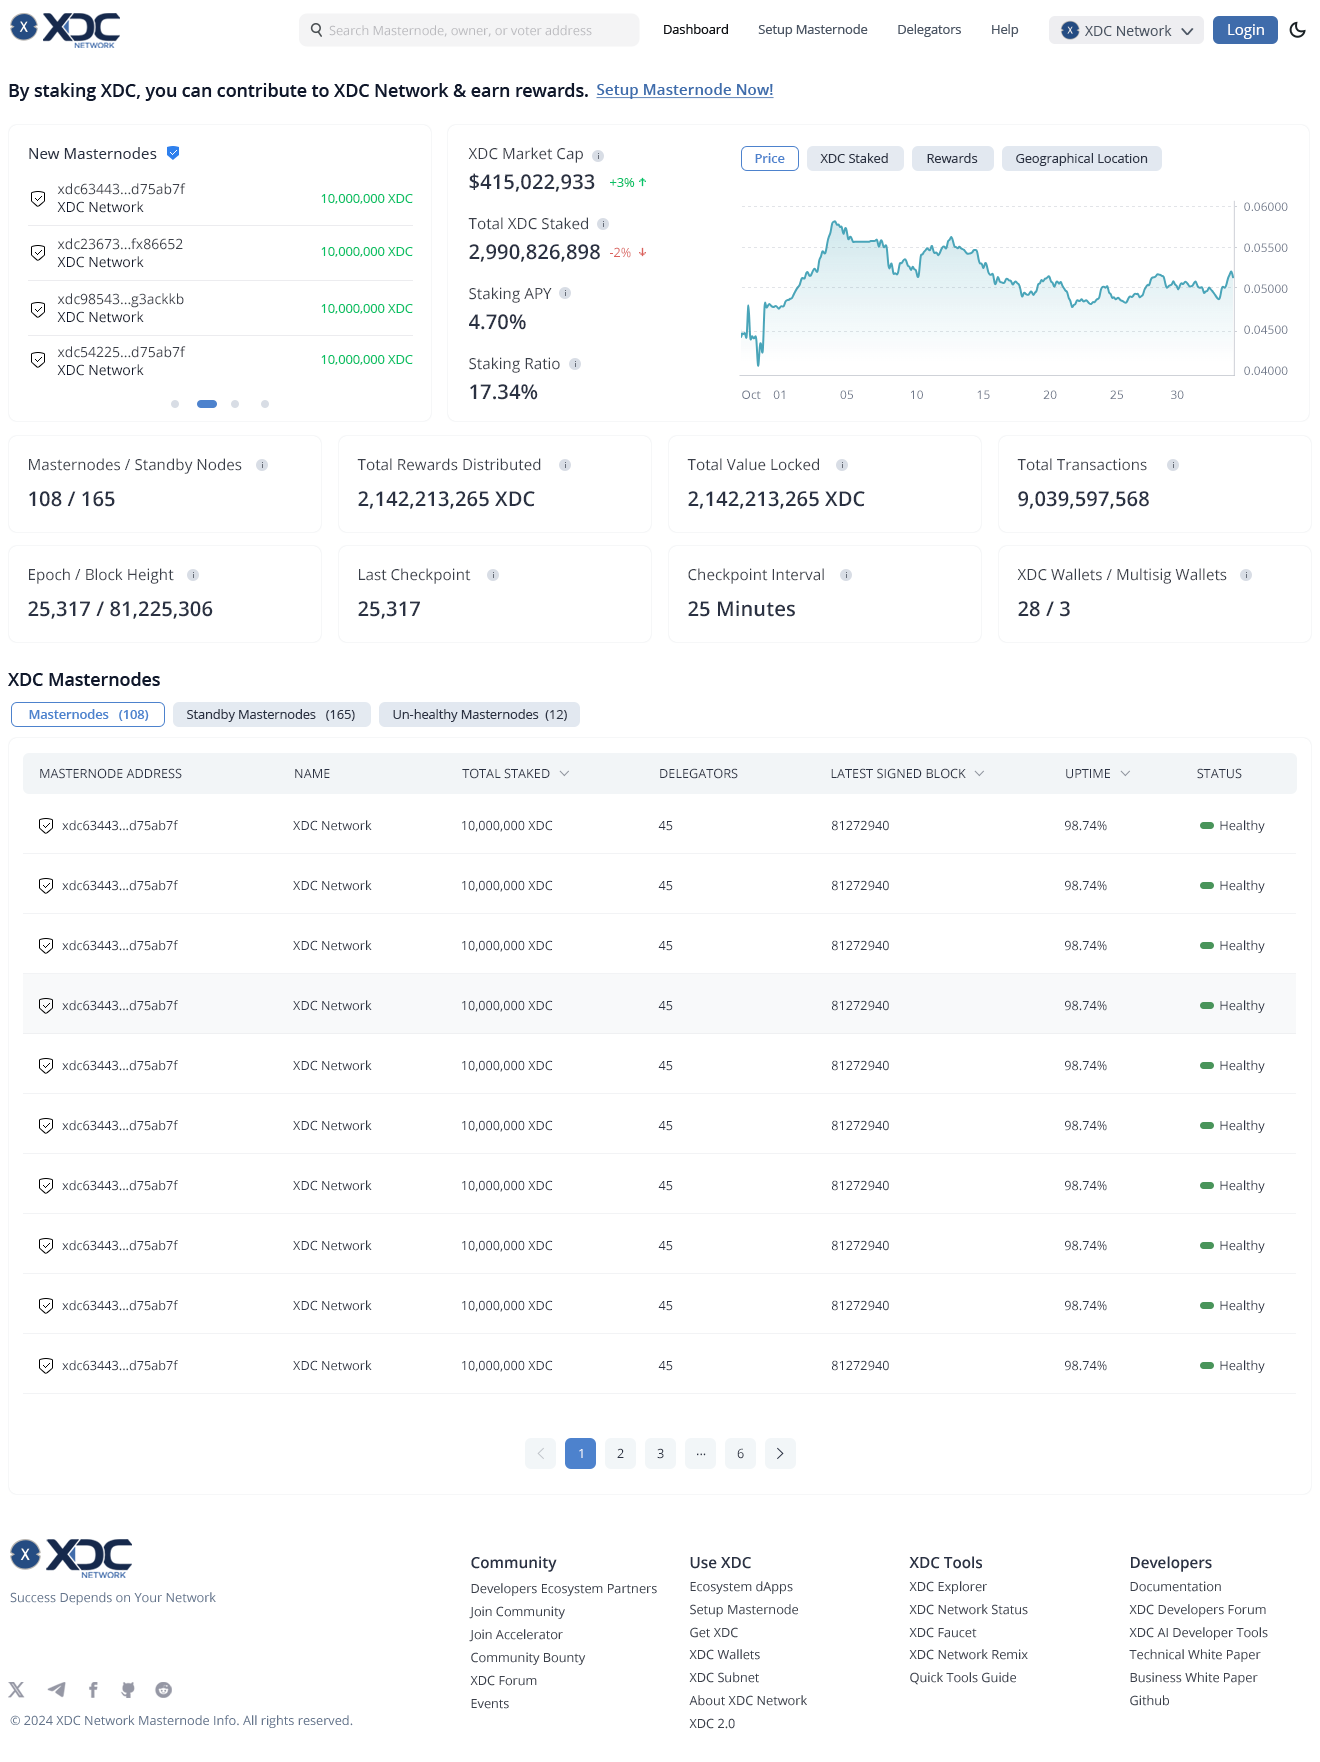 XDC
NETWORK
Search Masternode, owner, or voter address
Dashboard
Setup Masternode
Delegators
Help
XDC Network
Login
By staking XDC, you can contribute to XDC Network & earn rewards. Setup Masternode Now!
New Masternodes
xdc63443...d75ab7f
XDC Network
10,000,000 XDC
xdc23673...fx86652
XDC Network
10,000,000 XDC
xdc98543...g3ackkb
XDC Network
10,000,000 XDC
xdc54225...d75ab7f
XDC Network
10,000,000 XDC
XDC Market Cap
$415,022,933 +3%
Total XDC Staked
2,990,826,898 -2%
Staking APY
4.70%
Staking Ratio
17.34%
Price
XDC Staked
Rewards
Geographical Location
0.06000
0.05500
0.05000
0.04500
0.04000
Oct 01 05 10 15 20 25 30
Masternodes / Standby Nodes
108 / 165
Total Rewards Distributed
2,142,213,265 XDC
Total Value Locked
2,142,213,265 XDC
Total Transactions
9,039,597,568
Epoch / Block Height
25,317 / 81,225,306
Last Checkpoint
25,317
Checkpoint Interval
25 Minutes
XDC Wallets / Multisig Wallets
28 / 3
XDC Masternodes
Masternodes (108)
Standby Masternodes (165)
Un-healthy Masternodes (12)
MASTERNODE ADDRESS NAME TOTAL STAKED DELEGATORS LATEST SIGNED BLOCK UPTIME STATUS
xdc63443...d75ab7f XDC Network 10,000,000 XDC 45 81272940 98.74% Healthy
xdc63443...d75ab7f XDC Network 10,000,000 XDC 45 81272940 98.74% Healthy
xdc63443...d75ab7f XDC Network 10,000,000 XDC 45 81272940 98.74% Healthy
xdc63443...d75ab7f XDC Network 10,000,000 XDC 45 81272940 98.74% Healthy
xdc63443...d75ab7f XDC Network 10,000,000 XDC 45 81272940 98.74% Healthy
xdc63443...d75ab7f XDC Network 10,000,000 XDC 45 81272940 98.74% Healthy
xdc63443...d75ab7f XDC Network 10,000,000 XDC 45 81272940 98.74% Healthy
xdc63443...d75ab7f XDC Network 10,000,000 XDC 45 81272940 98.74% Healthy
xdc63443...d75ab7f XDC Network 10,000,000 XDC 45 81272940 98.74% Healthy
xdc63443...d75ab7f XDC Network 10,000,000 XDC 45 81272940 98.74% Healthy
1 2 3 ... 6
XDC
NETWORK
Success Depends on Your Network
© 2024 XDC Network Masternode Info. All rights reserved.
Community
Developers Ecosystem Partners
Join Community
Join Accelerator
Community Bounty
XDC Forum
Events
Use XDC
Ecosystem dApps
Setup Masternode
Get XDC
XDC Wallets
XDC Subnet
About XDC Network
XDC 2.0
XDC Tools
XDC Explorer
XDC Network Status
XDC Faucet
XDC Network Remix
Quick Tools Guide
Developers
Documentation
XDC Developers Forum
XDC AI Developer Tools
Technical White Paper
Business White Paper
Github